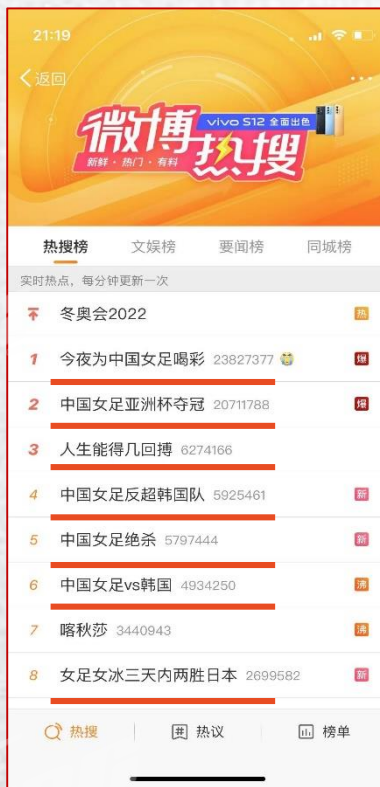 21:19
返回
微博热搜
vivo S12 全面出色
新鲜·热门·有料
热搜榜 文娱榜 要闻榜 同城榜
实时热点，每分钟更新一次
冬奥会2022 热
1 今夜为中国女足喝彩 23827377 爆
2 中国女足亚洲杯夺冠 20711788 爆
3 人生能得几回搏 6274166
4 中国女足反超韩国队 5925461 新
5 中国女足绝杀 5797444 新
6 中国女足vs韩国 4934250 沸
7 喀秋莎 3440943 沸
8 女足女冰三天内两胜日本 2699582 新
热搜 # 热议 榜单